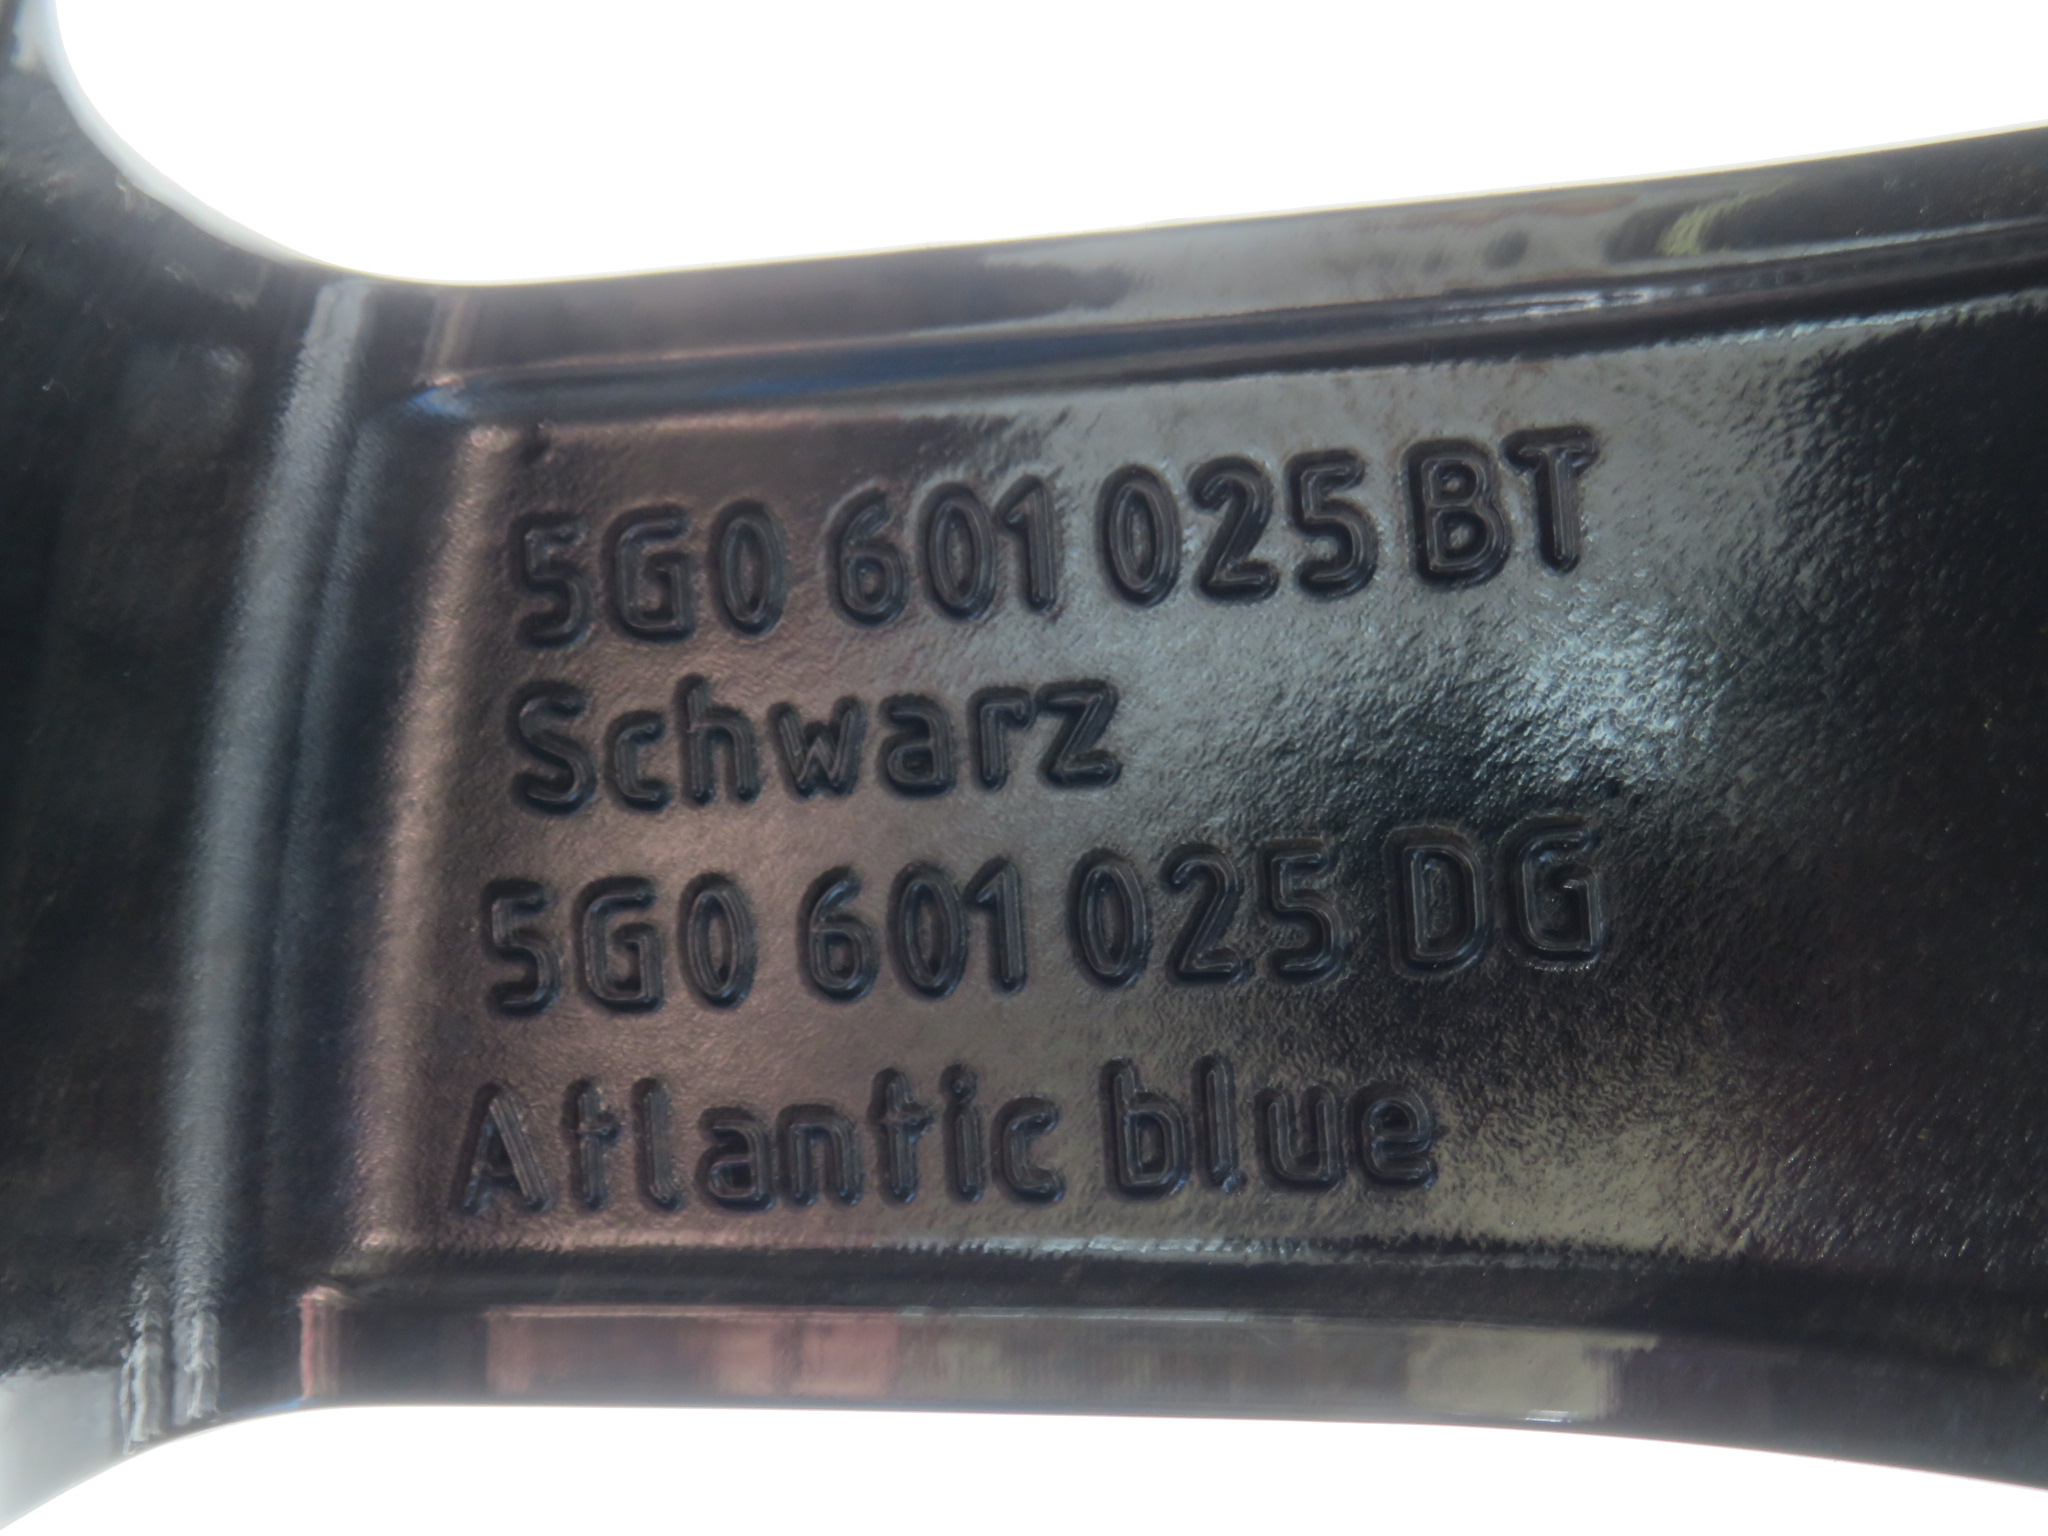 5G0 601 025 BT
Schwarz
5G0 601 025 DG
Atlantic blue